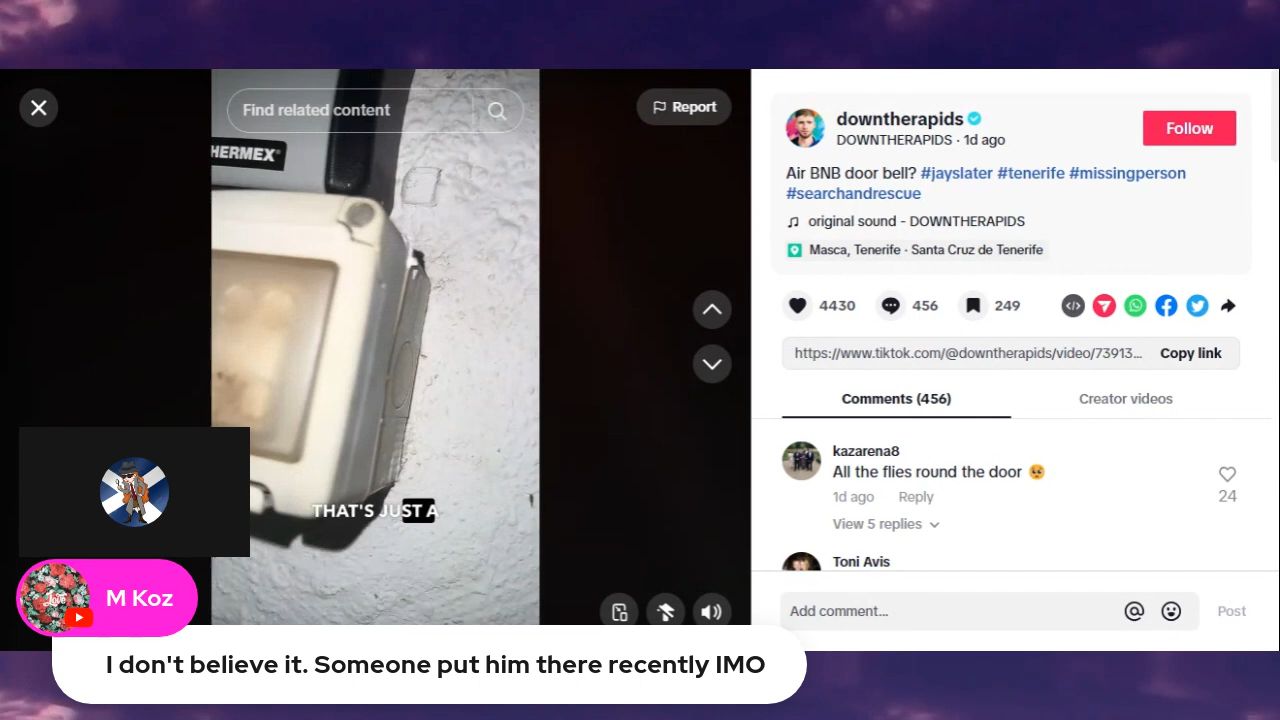 Find related content
Report
HERMEX®
THAT'S JUST A
downtherapids
DOWNTHERAPIDS · 1d ago
Follow
Air BNB door bell? #jayslater #tenerife #missingperson
#searchandrescue
original sound - DOWNTHERAPIDS
Masca, Tenerife · Santa Cruz de Tenerife
4430
456
249
https://www.tiktok.com/@downtherapids/video/73913...
Copy link
Comments (456)
Creator videos
kazarena8
All the flies round the door 🥺
1d ago
Reply
24
View 5 replies
Toni Avis
Add comment...
Post
Love
M Koz
I don't believe it. Someone put him there recently IMO